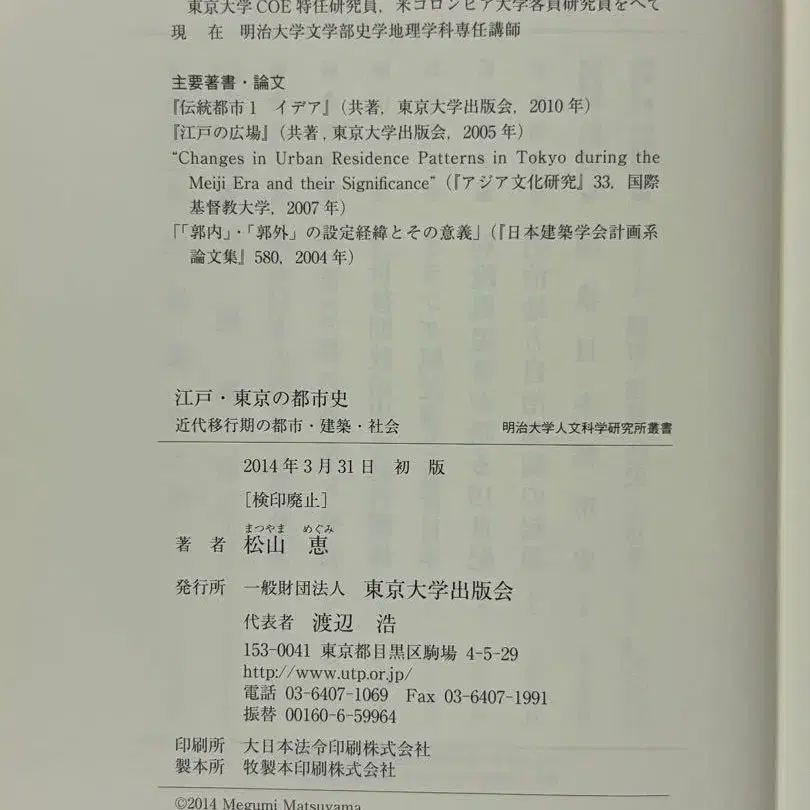 東京大学 COE 特任研究員，米コロンビア大学客員研究員をへて
現　在　明治大学文学部史学地理学科専任講師
主要著書・論文
『伝統都市1　イデア』（共著，東京大学出版会，2010年）
『江戸の広場』（共著，東京大学出版会，2005年）
“Changes in Urban Residence Patterns in Tokyo during the
Meiji Era and their Significance”（『アジア文化研究』33，国際
基督教大学，2007年）
「「郭内」・「郭外」の設定経緯とその意義」（『日本建築学会計画系
論文集』580，2004年）
江戸・東京の都市史
近代移行期の都市・建築・社会　明治大学人文科学研究所叢書
2014年3月31日　初　版
［検印廃止］
まつやま　めぐみ
著　者　松山　恵
発行所　一般財団法人　東京大学出版会
代表者　渡辺　浩
153-0041 東京都目黒区駒場 4-5-29
http://www.utp.or.jp/
電話 03-6407-1069　Fax 03-6407-1991
振替 00160-6-59964
印刷所　大日本法令印刷株式会社
製本所　牧製本印刷株式会社
©2014 Megumi Matsuyama